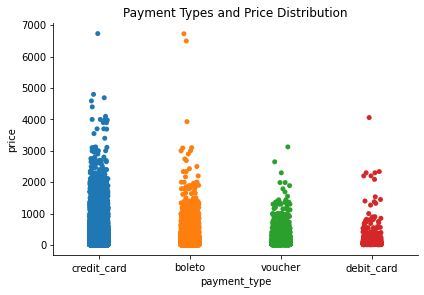 Payment Types and Price Distribution
7000
6000
5000
4000
3000
2000
1000
0
price
credit_card boleto voucher debit_card
payment_type